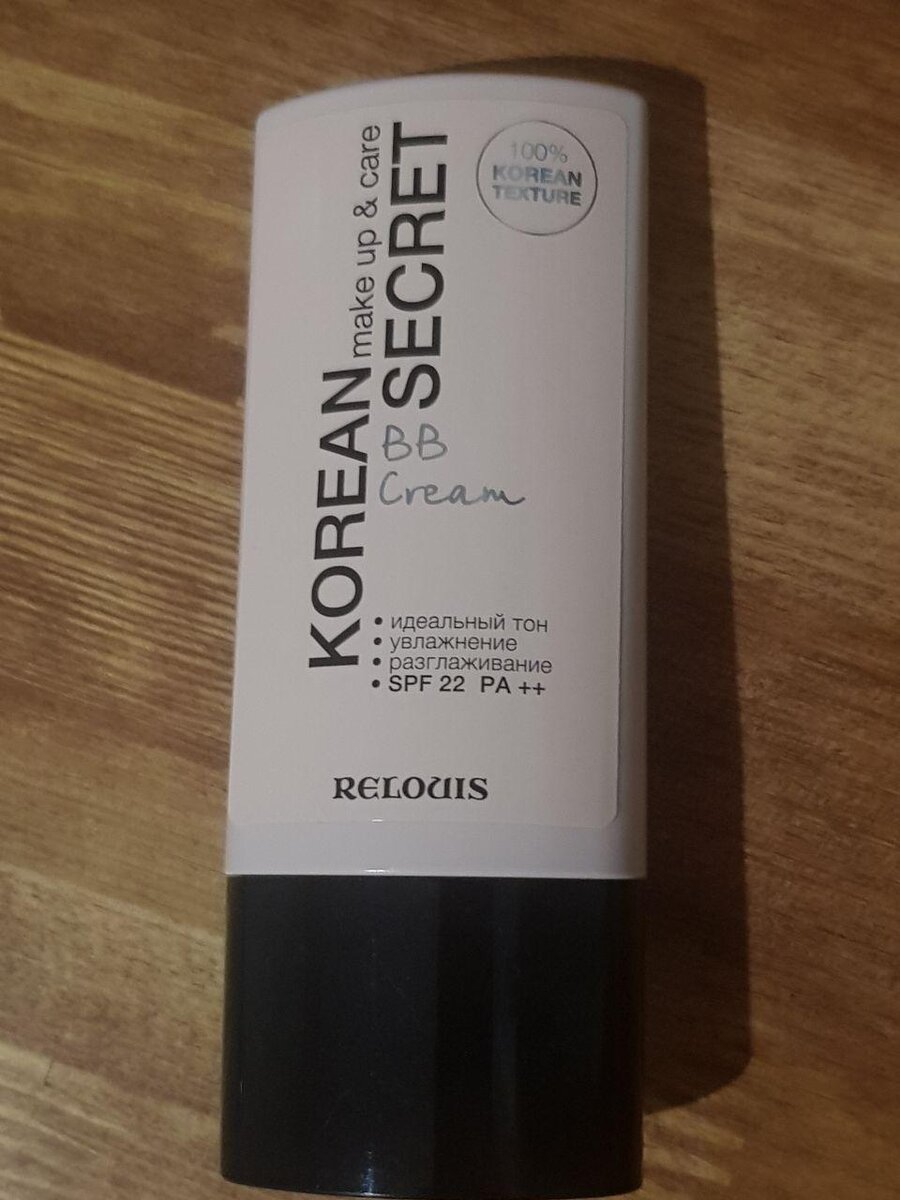 100%
KOREAN
TEXTURE
KOREAN
make up & care
SECRET
BB
Cream
• идеальный тон
• увлажнение
• разглаживание
• SPF 22 PA ++
RELOUIS